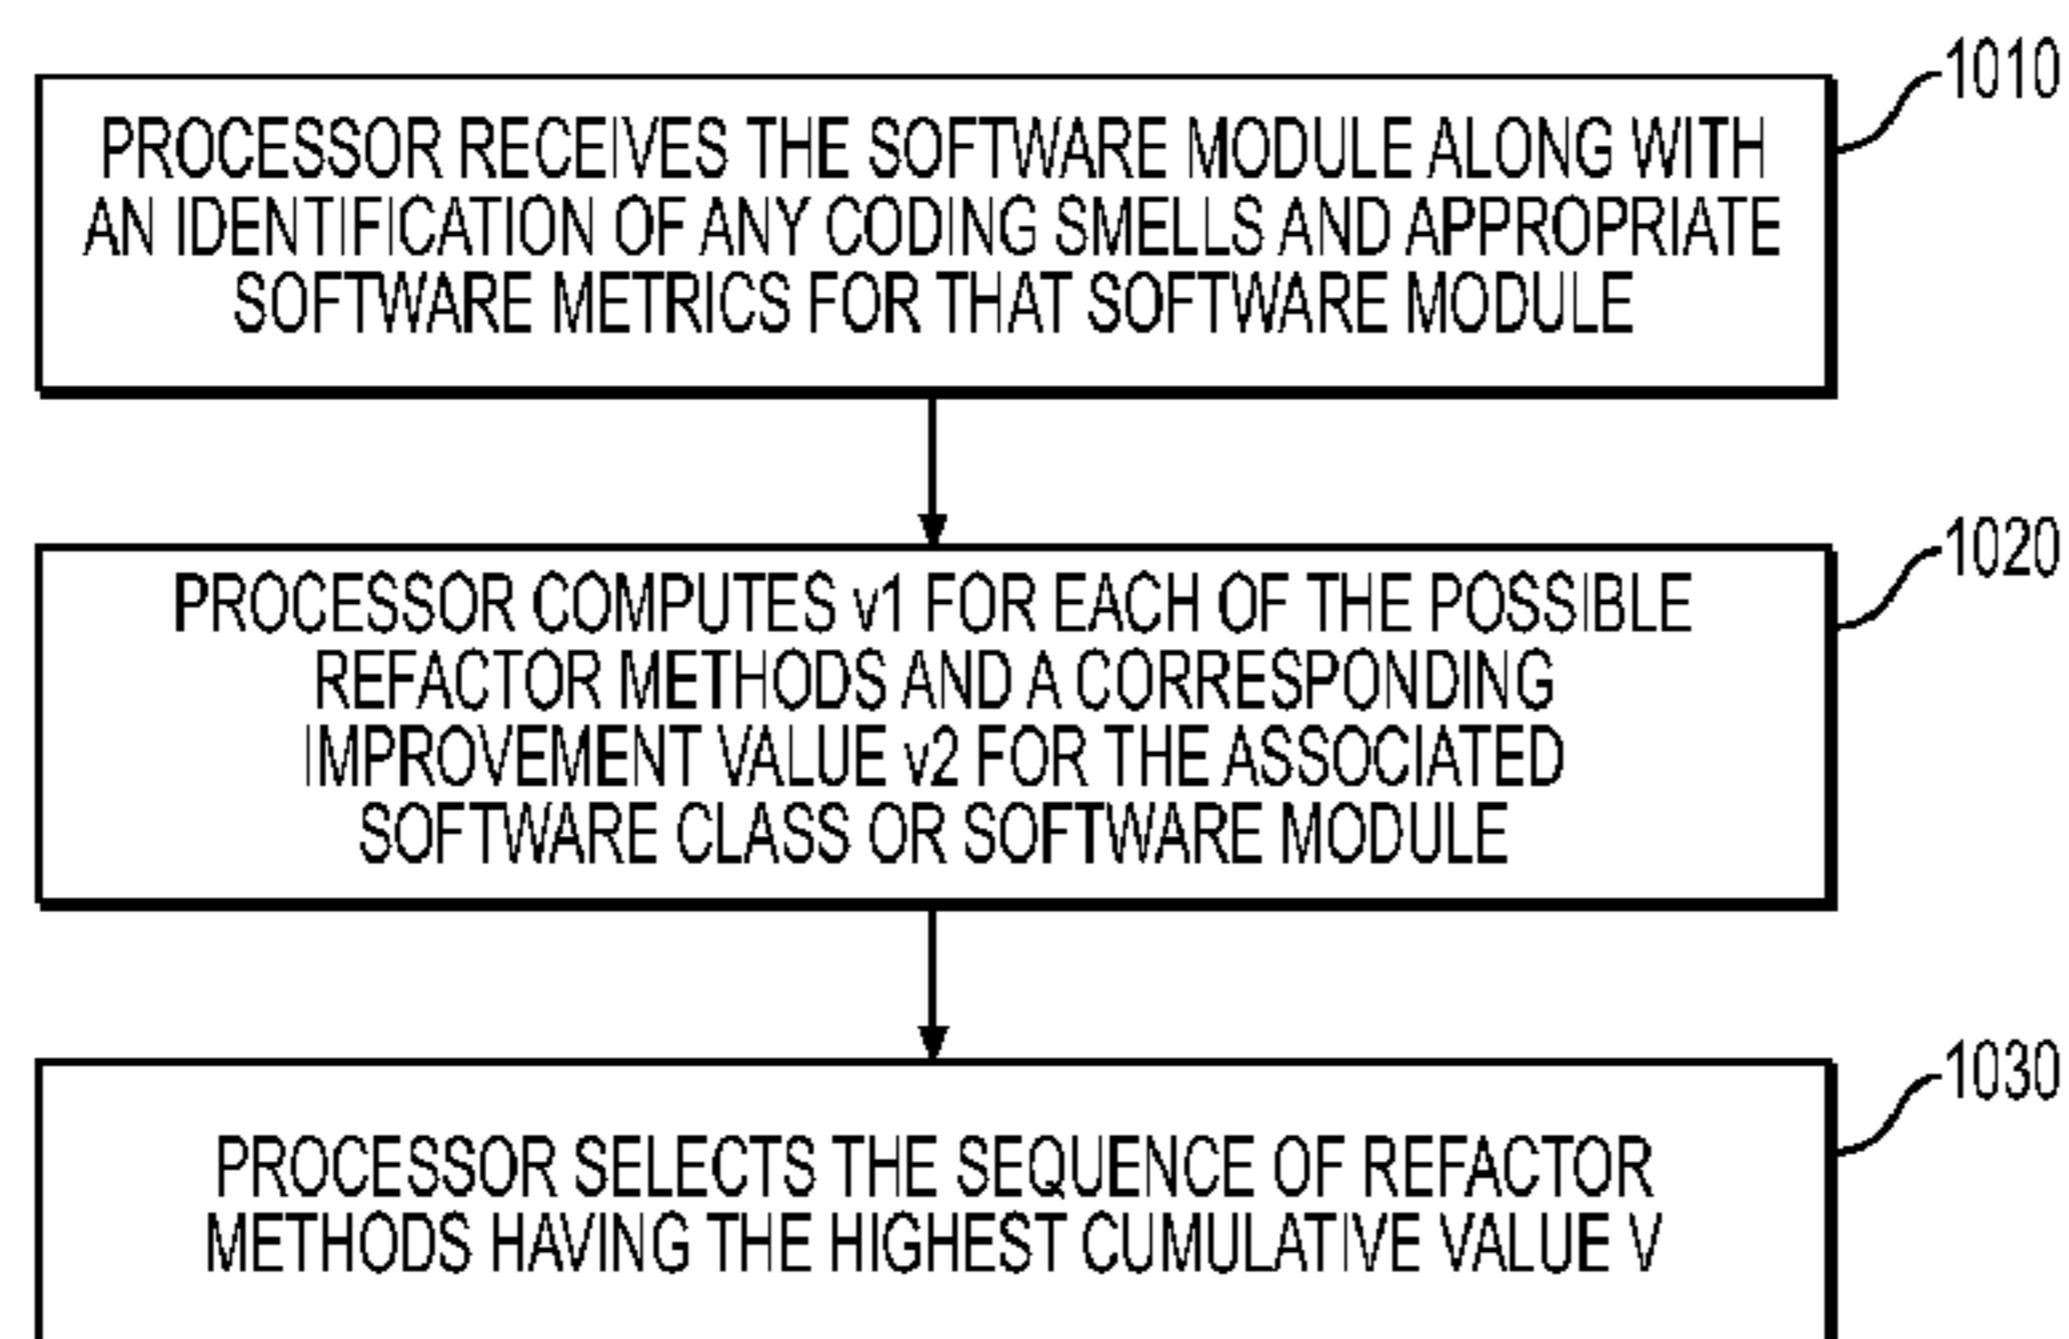 1010
PROCESSOR RECEIVES THE SOFTWARE MODULE ALONG WITH
AN IDENTIFICATION OF ANY CODING SMELLS AND APPROPRIATE
SOFTWARE METRICS FOR THAT SOFTWARE MODULE
1020
PROCESSOR COMPUTES v1 FOR EACH OF THE POSSIBLE
REFACTOR METHODS AND A CORRESPONDING
IMPROVEMENT VALUE v2 FOR THE ASSOCIATED
SOFTWARE CLASS OR SOFTWARE MODULE
1030
PROCESSOR SELECTS THE SEQUENCE OF REFACTOR
METHODS HAVING THE HIGHEST CUMULATIVE VALUE V